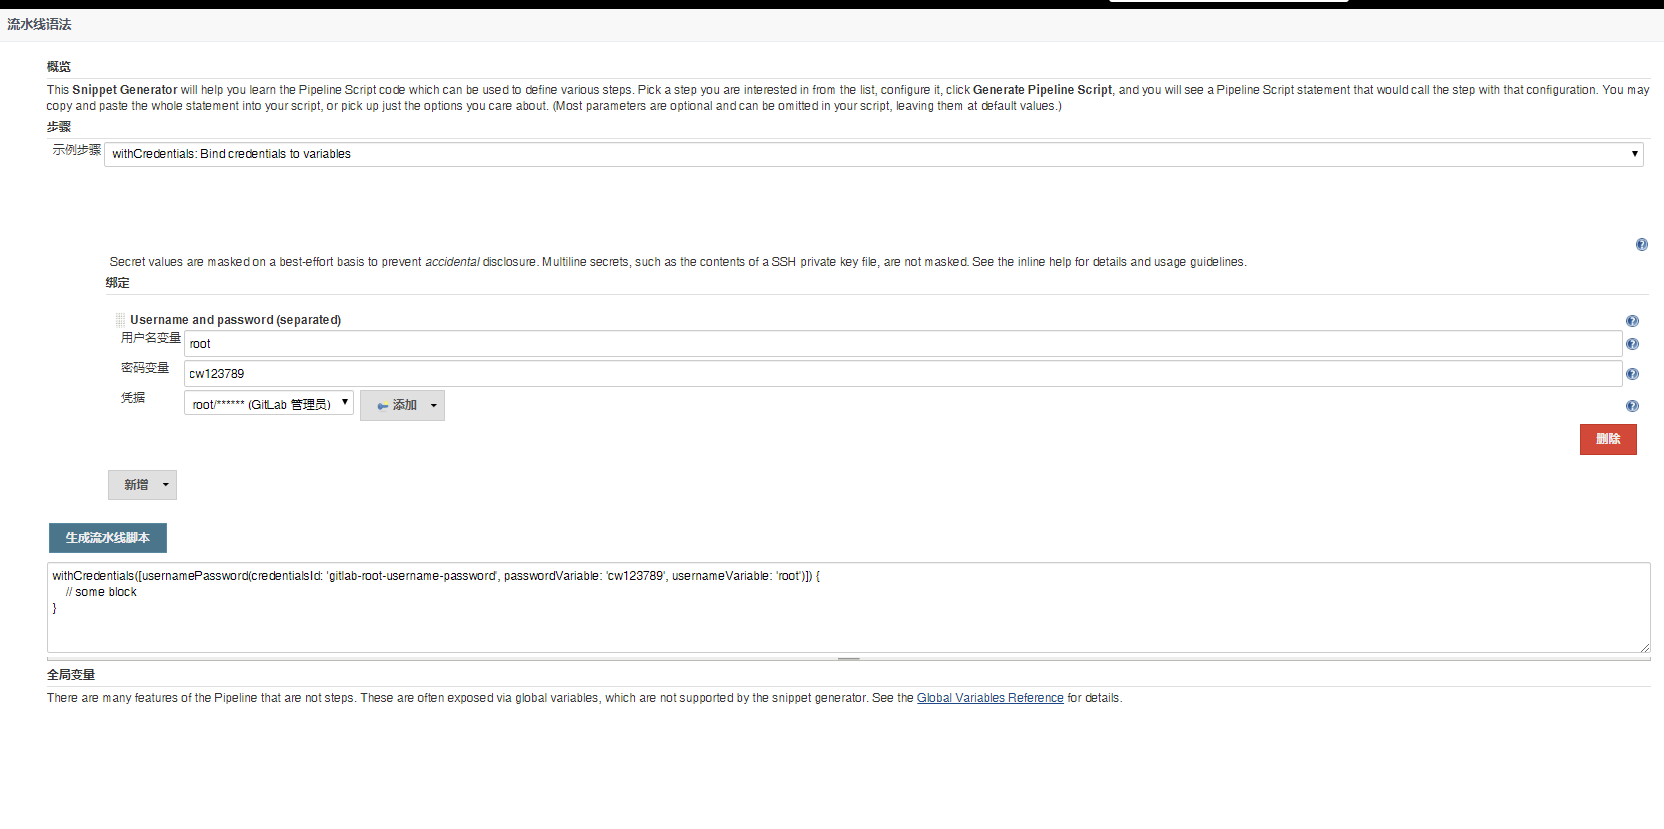 流水线语法
概览
This Snippet Generator will help you learn the Pipeline Script code which can be used to define various steps. Pick a step you are interested in from the list, configure it, click Generate Pipeline Script, and you will see a Pipeline Script statement that would call the step with that configuration. You may
copy and paste the whole statement into your script, or pick up just the options you care about. (Most parameters are optional and can be omitted in your script, leaving them at default values.)
步骤
示例步骤 withCredentials: Bind credentials to variables
Secret values are masked on a best-effort basis to prevent accidental disclosure. Multiline secrets, such as the contents of a SSH private key file, are not masked. See the inline help for details and usage guidelines.
绑定
Username and password (separated)
用户名变量 root
密码变量 cw123789
凭据 root/****** (GitLab 管理员) 添加
删除
新增
生成流水线脚本
withCredentials([usernamePassword(credentialsId: 'gitlab-root-username-password', passwordVariable: 'cw123789', usernameVariable: 'root')]) {
// some block
}
全局变量
There are many features of the Pipeline that are not steps. These are often exposed via global variables, which are not supported by the snippet generator. See the Global Variables Reference for details.